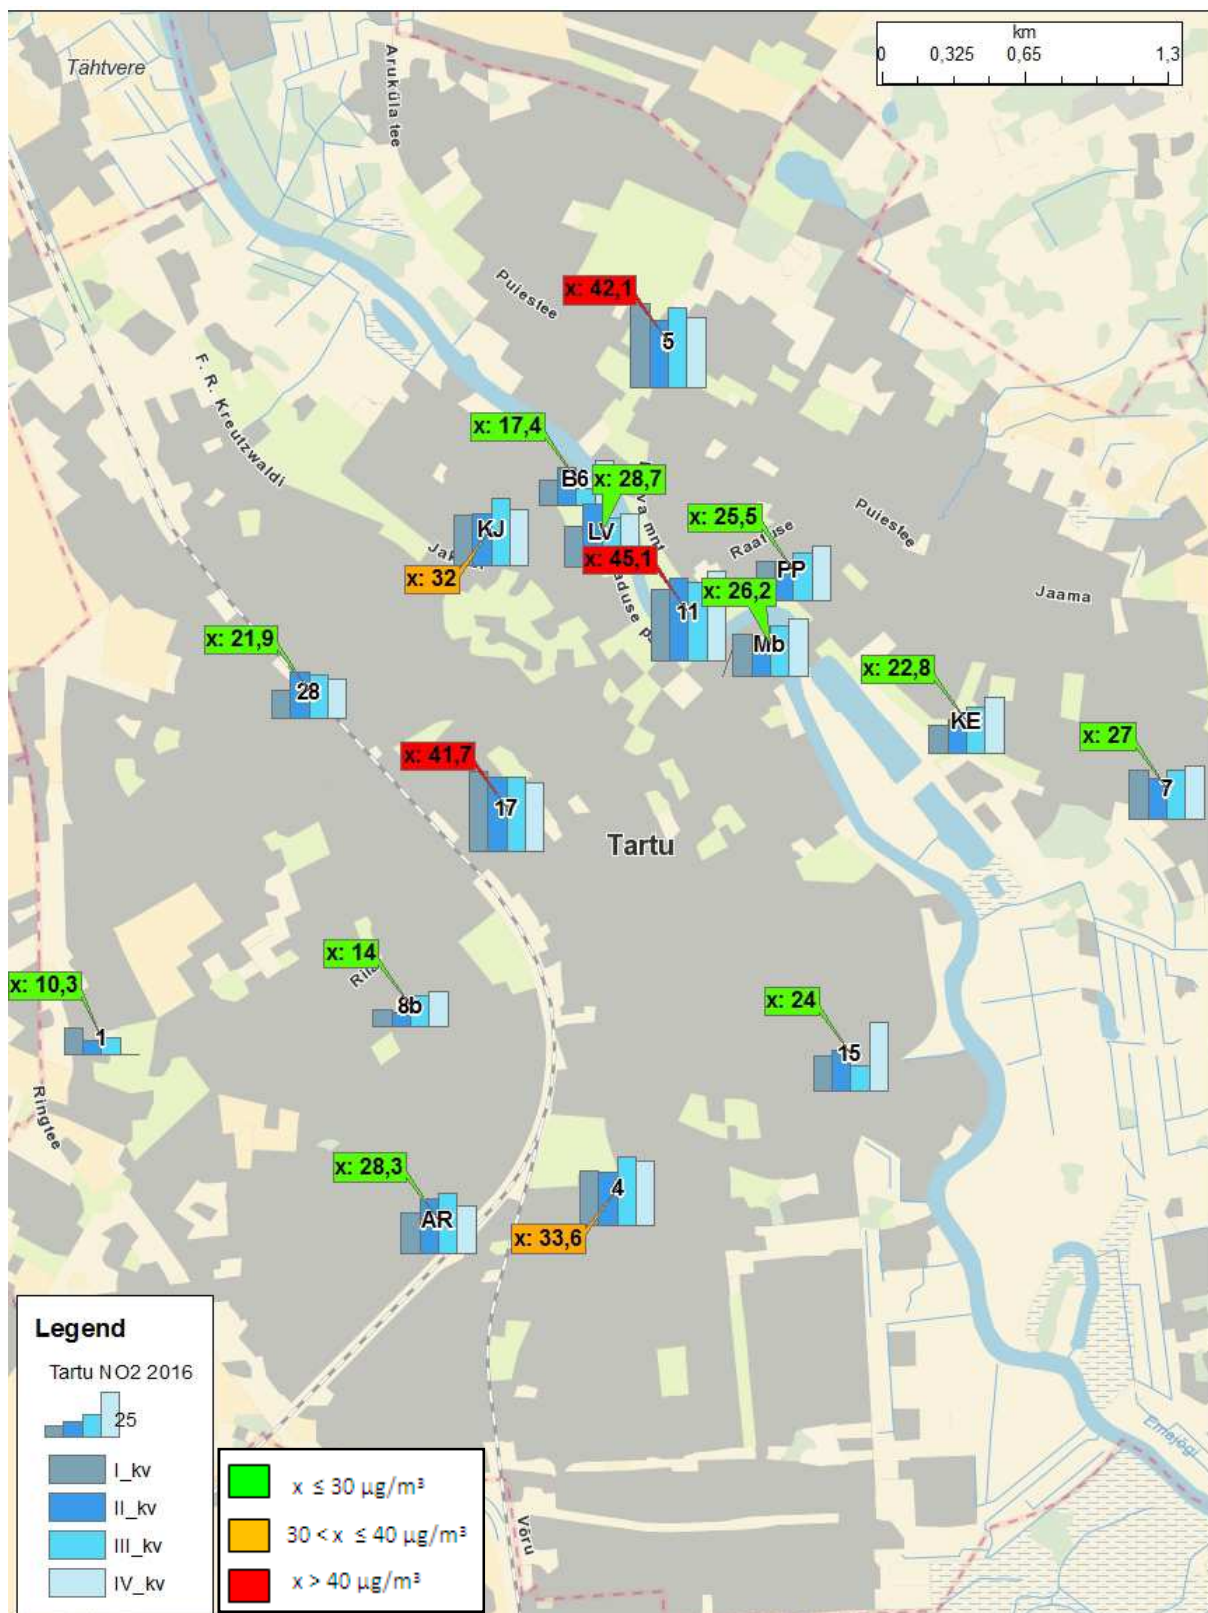 km
0 0,325 0,65 1,3
Tähtvere
Aruküla tee
Puiestee
x: 42,1
5
F. R. Kreutzwaldi
x: 17,4
B6
x: 28,7
KJ
LV
x: 32
x: 45,1
11
mnt
x: 25,5
Raatuse
Puiestee
PP
x: 26,2
Mb
Jaama
x: 21,9
28
x: 22,8
KE
x: 27
7
x: 41,7
17
Tartu
x: 14
8b
x: 10,3
1
x: 24
15
Ringtee
x: 28,3
AR
4
x: 33,6
Emajõgi
Võru
Legend
Tartu NO2 2016
25
I_kv
II_kv
III_kv
IV_kv
x ≤ 30 µg/m³
30 < x ≤ 40 µg/m³
x > 40 µg/m³